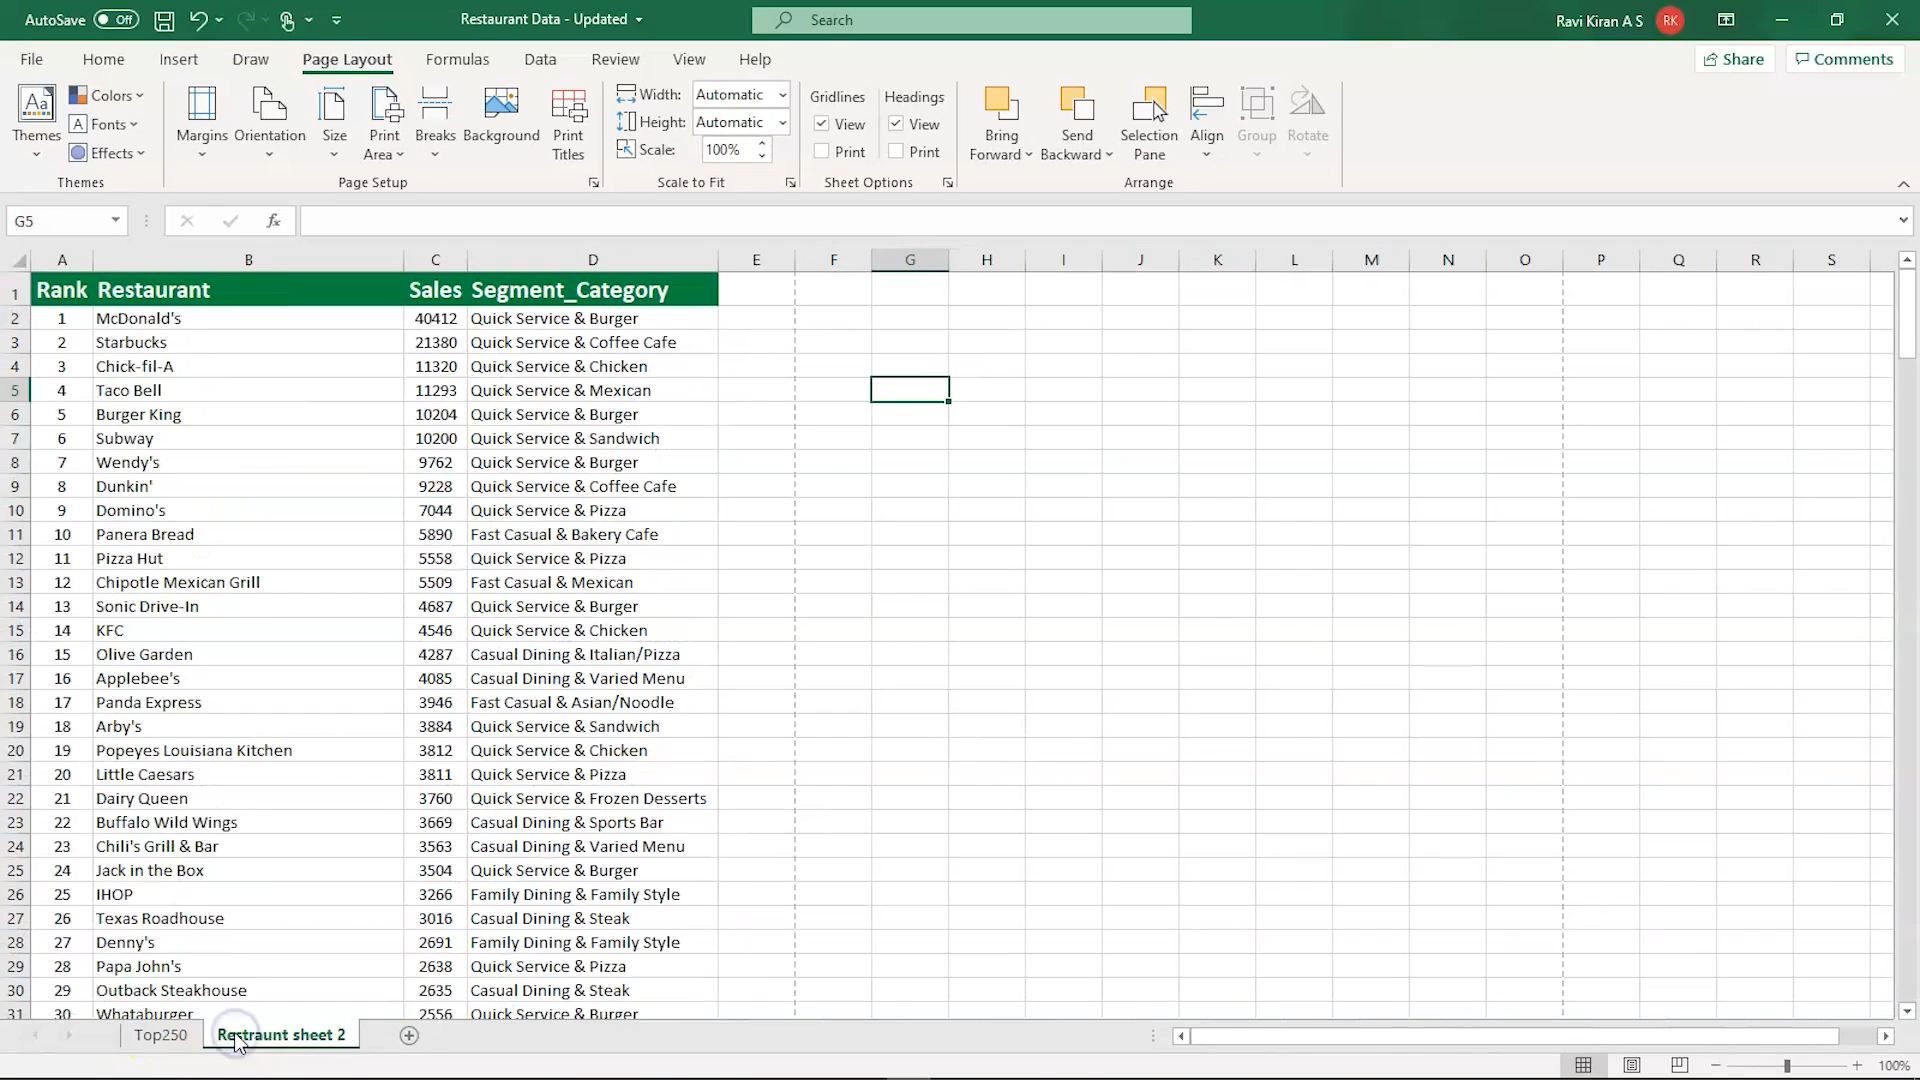 AutoSave Off Restaurant Data - Updated Search Ravi Kiran A S RK
File Home Insert Draw Page Layout Formulas Data Review View Help Share Comments
Aa Themes Colors Fonts Effects
Themes
Margins Orientation Size Print Area Breaks Background Print Titles
Page Setup
Width: Automatic
Height: Automatic
Scale: 100%
Scale to Fit
Gridlines Headings
View View
Print Print
Sheet Options
Bring Forward Send Backward Selection Pane Align Group Rotate
Arrange
G5 fx
A B C D E F G H I J K L M N O P Q R S
1 Rank Restaurant Sales Segment_Category
2 1 McDonald's 40412 Quick Service & Burger
3 2 Starbucks 21380 Quick Service & Coffee Cafe
4 3 Chick-fil-A 11320 Quick Service & Chicken
5 4 Taco Bell 11293 Quick Service & Mexican
6 5 Burger King 10204 Quick Service & Burger
7 6 Subway 10200 Quick Service & Sandwich
8 7 Wendy's 9762 Quick Service & Burger
9 8 Dunkin' 9228 Quick Service & Coffee Cafe
10 9 Domino's 7044 Quick Service & Pizza
11 10 Panera Bread 5890 Fast Casual & Bakery Cafe
12 11 Pizza Hut 5558 Quick Service & Pizza
13 12 Chipotle Mexican Grill 5509 Fast Casual & Mexican
14 13 Sonic Drive-In 4687 Quick Service & Burger
15 14 KFC 4546 Quick Service & Chicken
16 15 Olive Garden 4287 Casual Dining & Italian/Pizza
17 16 Applebee's 4085 Casual Dining & Varied Menu
18 17 Panda Express 3946 Fast Casual & Asian/Noodle
19 18 Arby's 3884 Quick Service & Sandwich
20 19 Popeyes Louisiana Kitchen 3812 Quick Service & Chicken
21 20 Little Caesars 3811 Quick Service & Pizza
22 21 Dairy Queen 3760 Quick Service & Frozen Desserts
23 22 Buffalo Wild Wings 3669 Casual Dining & Sports Bar
24 23 Chili's Grill & Bar 3563 Casual Dining & Varied Menu
25 24 Jack in the Box 3504 Quick Service & Burger
26 25 IHOP 3266 Family Dining & Family Style
27 26 Texas Roadhouse 3016 Casual Dining & Steak
28 27 Denny's 2691 Family Dining & Family Style
29 28 Papa John's 2638 Quick Service & Pizza
30 29 Outback Steakhouse 2635 Casual Dining & Steak
31 30 Whataburger 2556 Quick Service & Burger
Top250 Restraunt sheet 2
100%